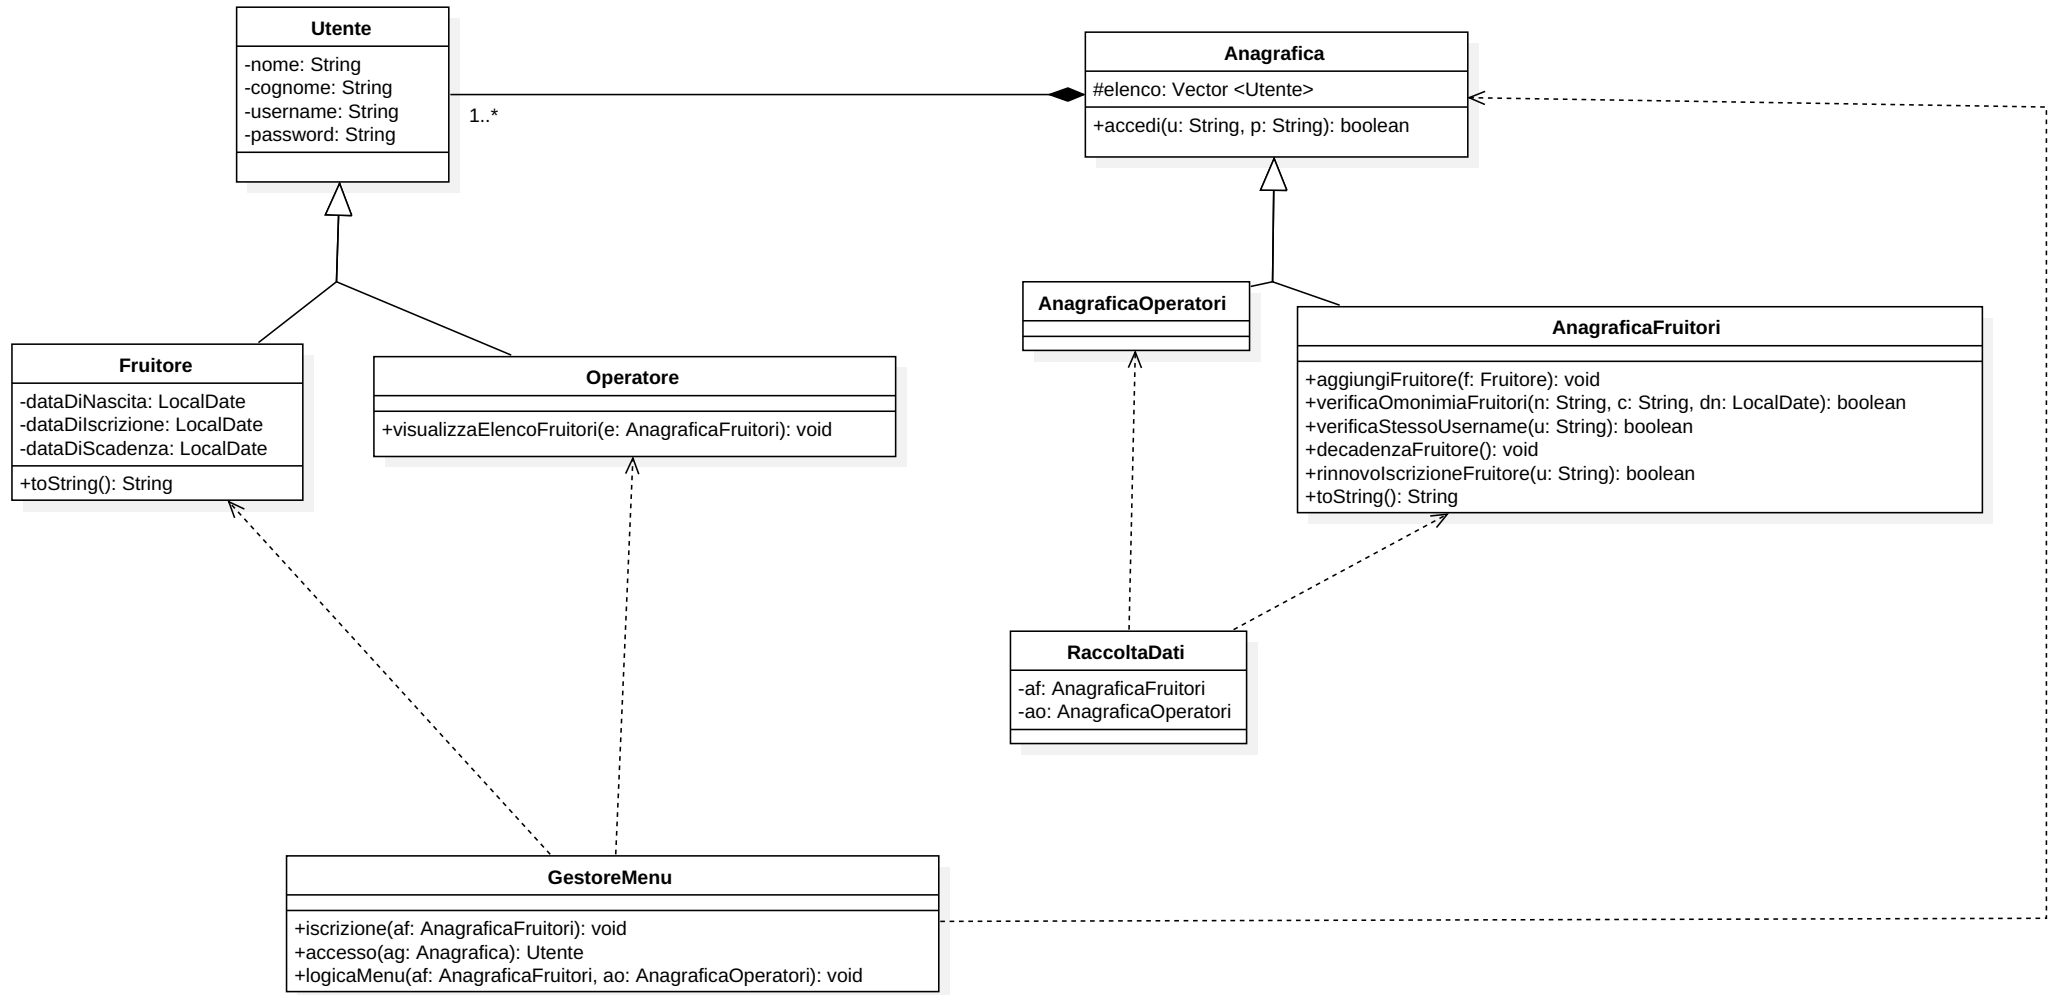 Utente
-nome: String
-cognome: String
-username: String
-password: String
1..*
Anagrafica
#elenco: Vector <Utente>
+accedi(u: String, p: String): boolean
Fruitore
-dataDiNascita: LocalDate
-dataDiIscrizione: LocalDate
-dataDiScadenza: LocalDate
+toString(): String
Operatore
+visualizzaElencoFruitori(e: AnagraficaFruitori): void
AnagraficaOperatori
AnagraficaFruitori
+aggiungiFruitore(f: Fruitore): void
+verificaOmonimiaFruitori(n: String, c: String, dn: LocalDate): boolean
+verificaStessoUsername(u: String): boolean
+decadenzaFruitore(): void
+rinnovoIscrizioneFruitore(u: String): boolean
+toString(): String
RaccoltaDati
-af: AnagraficaFruitori
-ao: AnagraficaOperatori
GestoreMenu
+iscrizione(af: AnagraficaFruitori): void
+accesso(ag: Anagrafica): Utente
+logicaMenu(af: AnagraficaFruitori, ao: AnagraficaOperatori): void